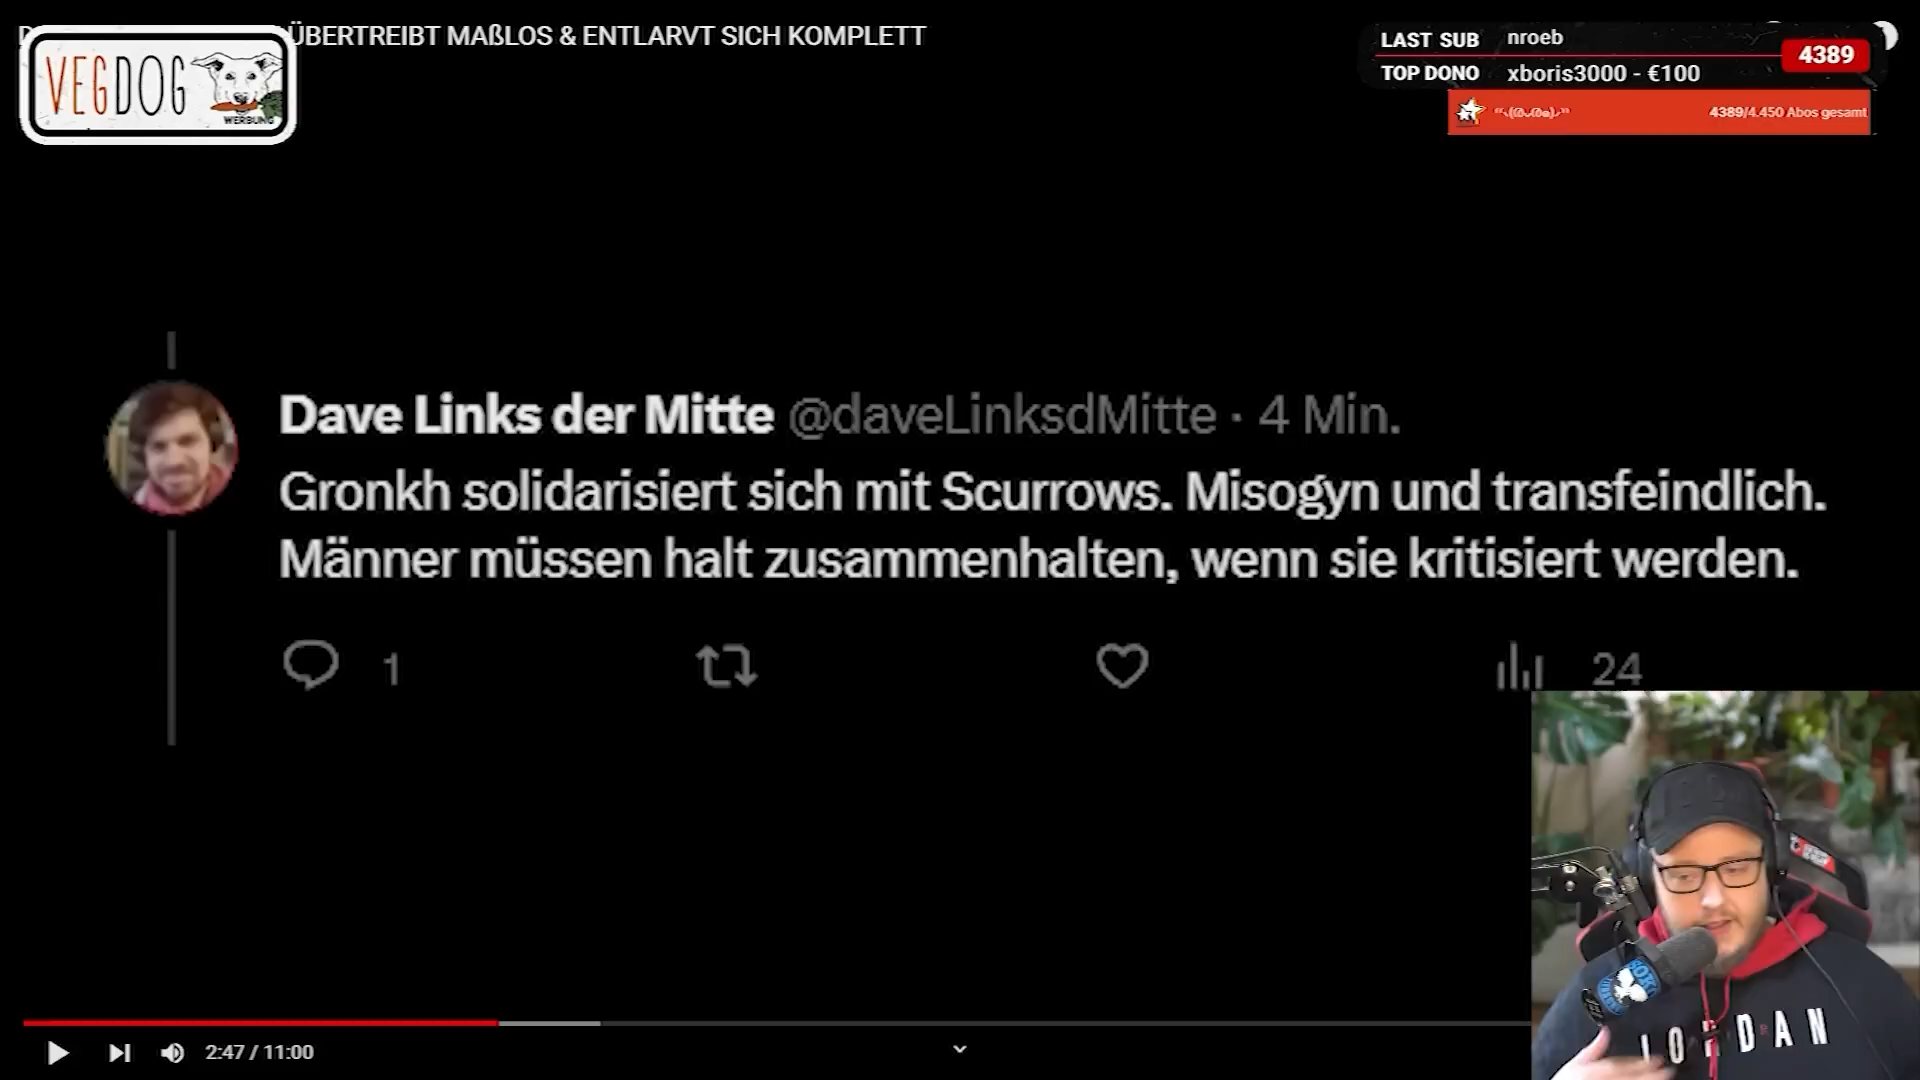 ÜBERTREIBT MAßLOS & ENTLARVT SICH KOMPLETT
VEGDOG
WERBUNG
LAST SUB nroeb
4389
TOP DONO xboris3000 - €100
4389/4.450 Abos gesamt
Dave Links der Mitte @daveLinksdMitte · 4 Min.
Gronkh solidarisiert sich mit Scurrows. Misogyn und transfeindlich.
Männer müssen halt zusammenhalten, wenn sie kritisiert werden.
1
24
JORDAN
2:47 / 11:00